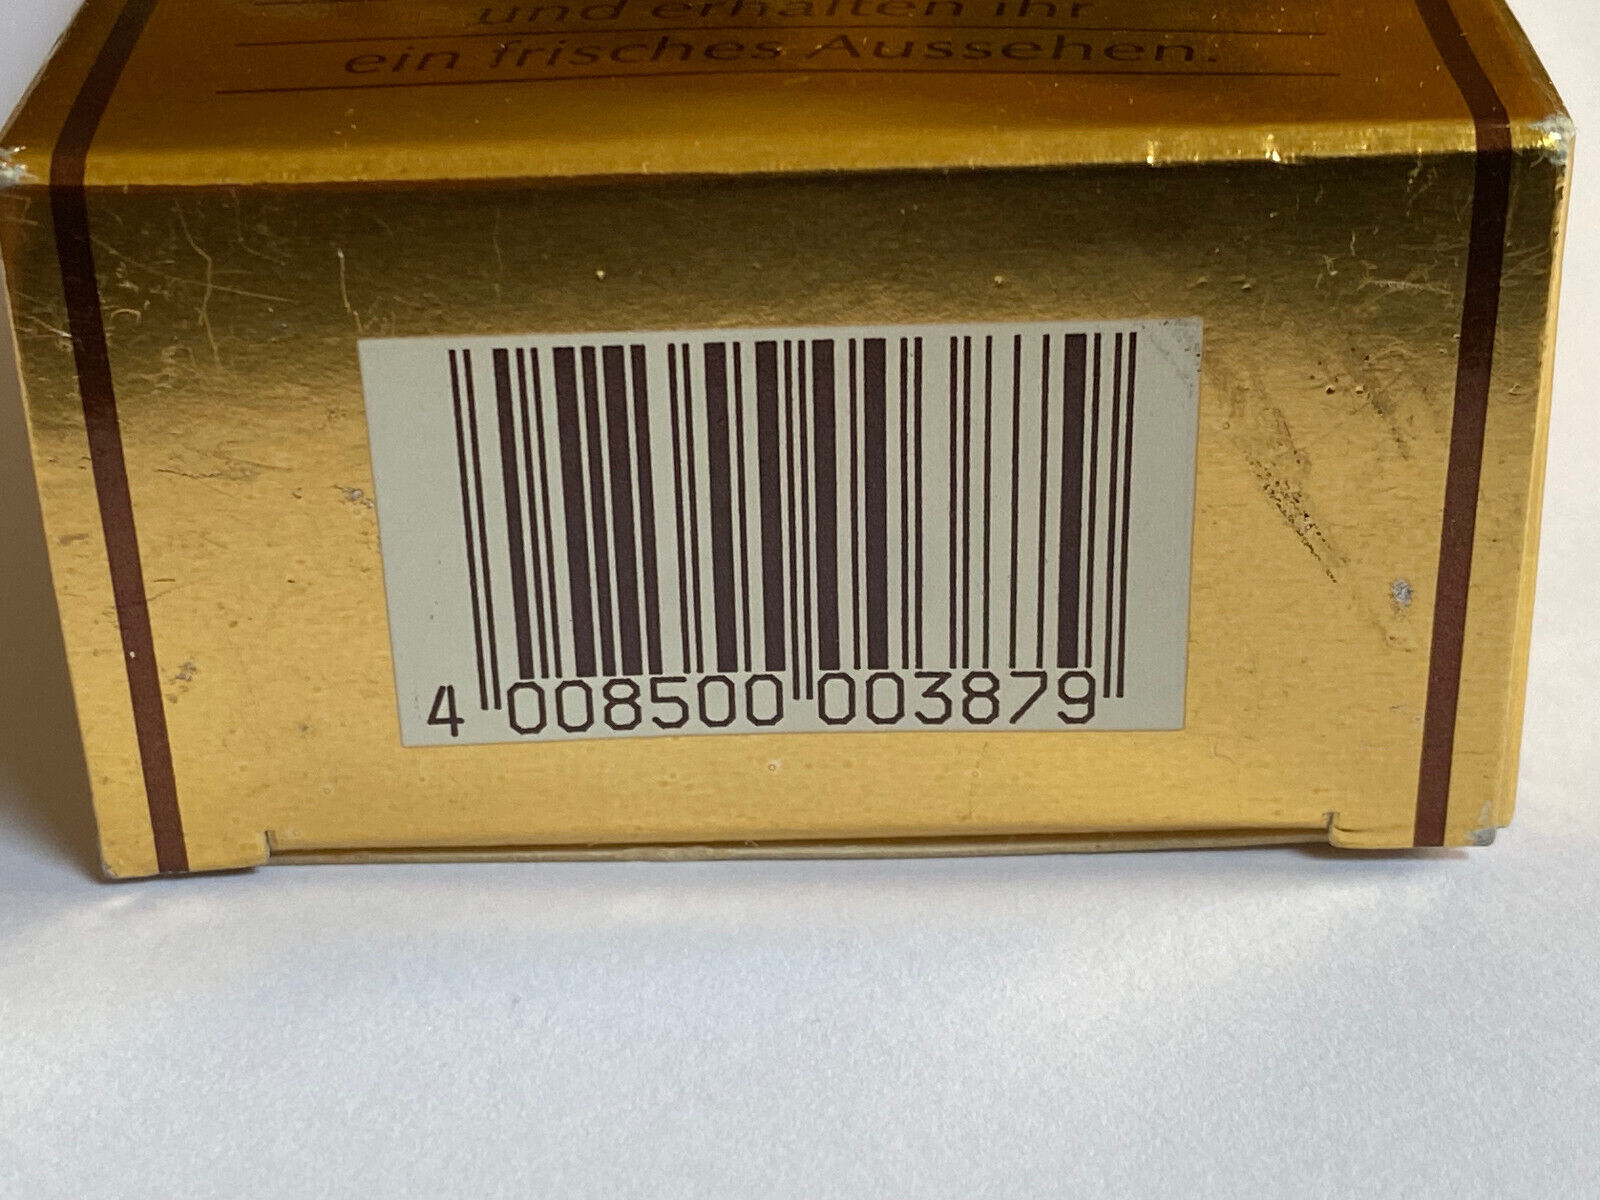 und erhalten ihr
ein frisches Aussehen.
4 008500 003879